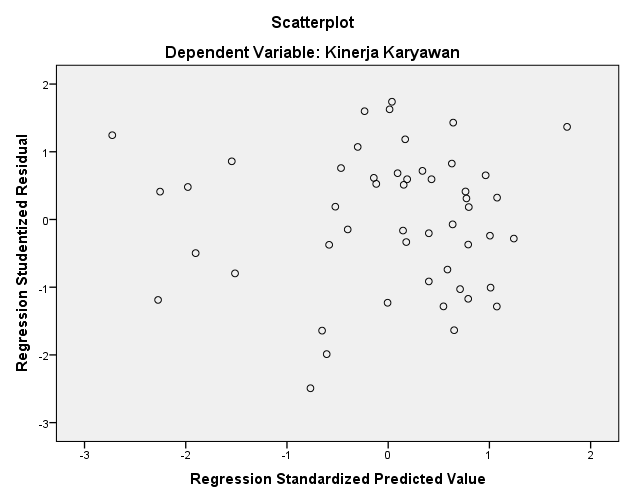 Scatterplot
Dependent Variable: Kinerja Karyawan
Regression Studentized Residual
2
1
0
-1
-2
-3
-3 -2 -1 0 1 2
Regression Standardized Predicted Value